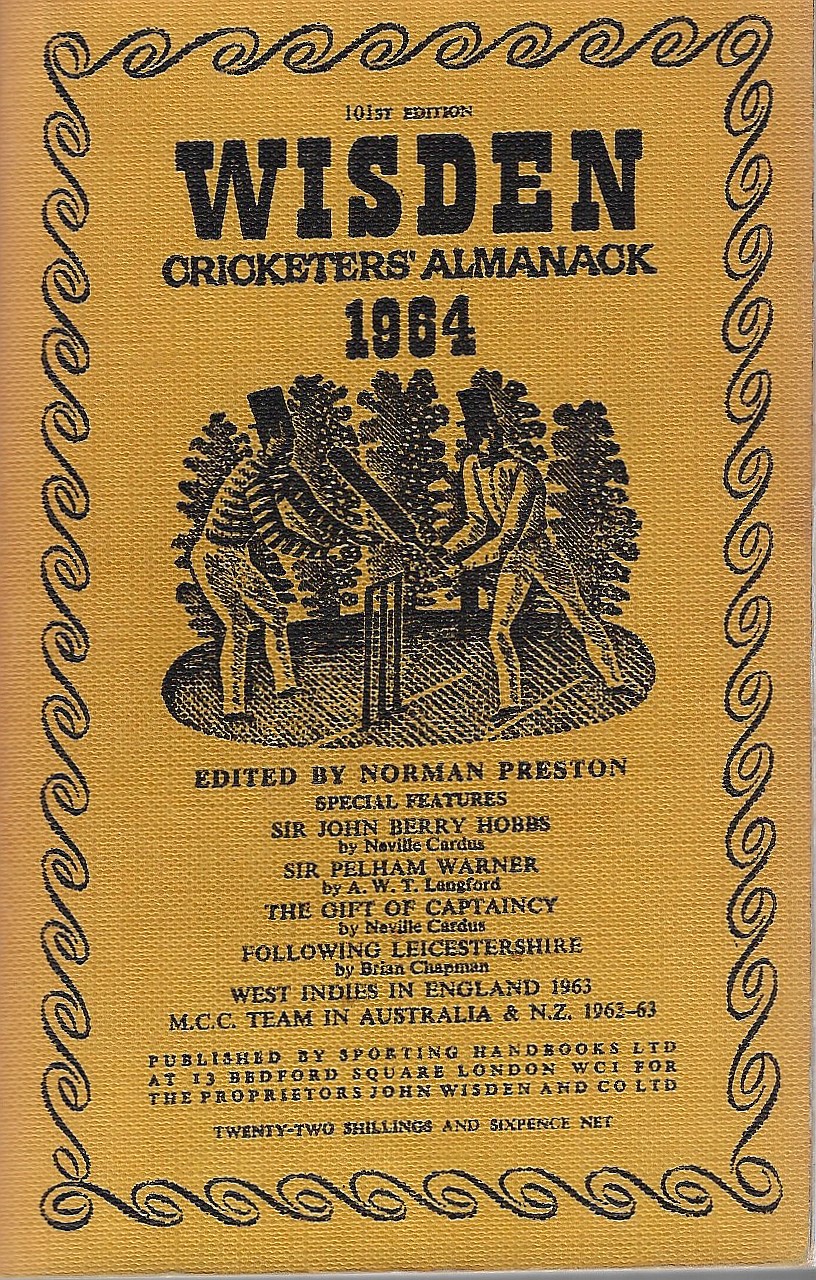 101ST EDITION
WISDEN
CRICKETERS' ALMANACK
1964
EDITED BY NORMAN PRESTON
SPECIAL FEATURES
SIR JOHN BERRY HOBBS
by Neville Cardus
SIR PELHAM WARNER
by A. W. T. Langford
THE GIFT OF CAPTAINCY
by Neville Cardus
FOLLOWING LEICESTERSHIRE
by Brian Chapman
WEST INDIES IN ENGLAND 1963
M.C.C. TEAM IN AUSTRALIA & N.Z. 1962–63
PUBLISHED BY SPORTING HANDBOOKS LTD
AT 13 BEDFORD SQUARE LONDON WC1 FOR
THE PROPRIETORS JOHN WISDEN AND CO LTD
TWENTY-TWO SHILLINGS AND SIXPENCE NET